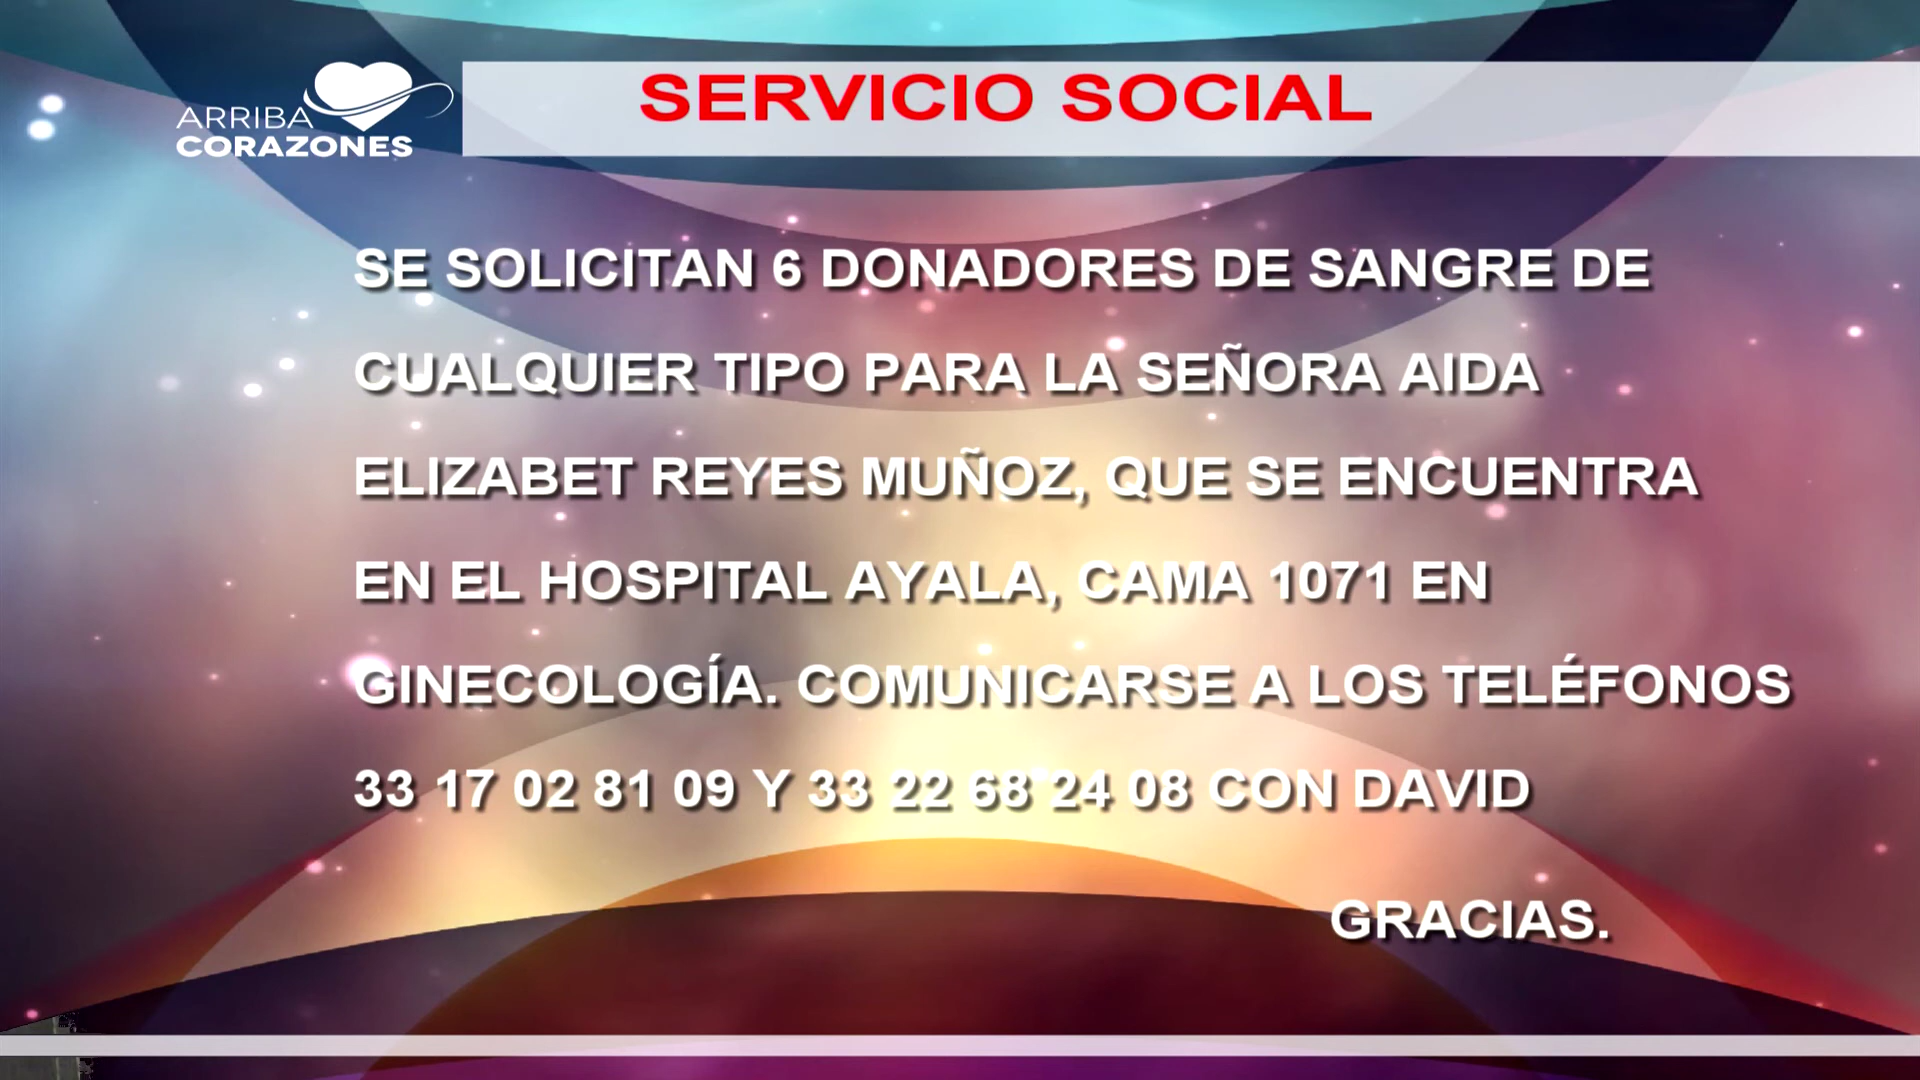 ARRIBA
CORAZONES
SERVICIO SOCIAL
SE SOLICITAN 6 DONADORES DE SANGRE DE
CUALQUIER TIPO PARA LA SEÑORA AIDA
ELIZABET REYES MUÑOZ, QUE SE ENCUENTRA
EN EL HOSPITAL AYALA, CAMA 1071 EN
GINECOLOGÍA. COMUNICARSE A LOS TELÉFONOS
33 17 02 81 09 Y 33 22 68 24 08 CON DAVID
GRACIAS.